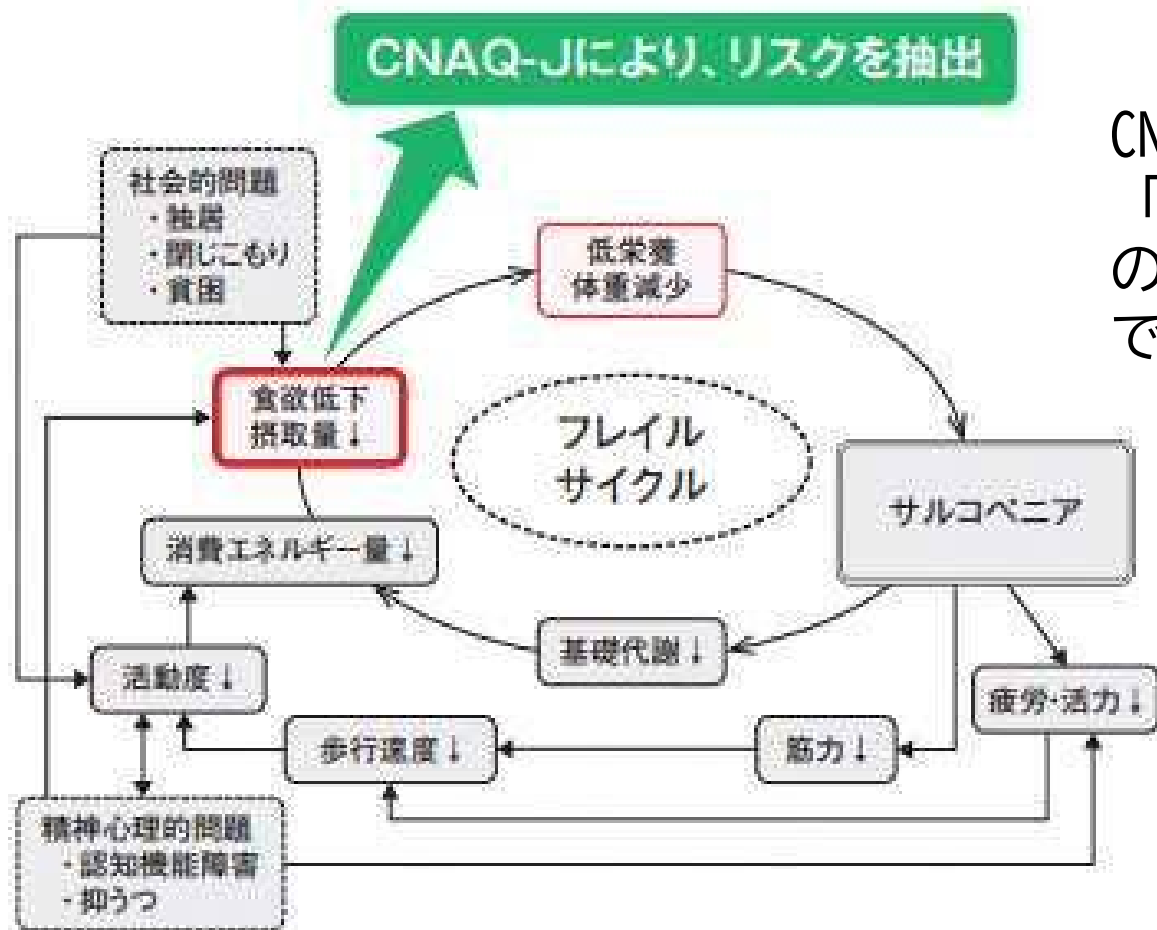 CNAQ-Jにより、リスクを抽出
社会的問題
・独居
・閉じこもり
・貧困
低栄養
体重減少
食欲低下
摂取量↓
フレイル
サイクル
サルコペニア
消費エネルギー量↓
基礎代謝↓
活動度↓
疲労・活力↓
歩行速度↓
筋力↓
精神心理的問題
・認知機能障害
・抑うつ
「
の
で